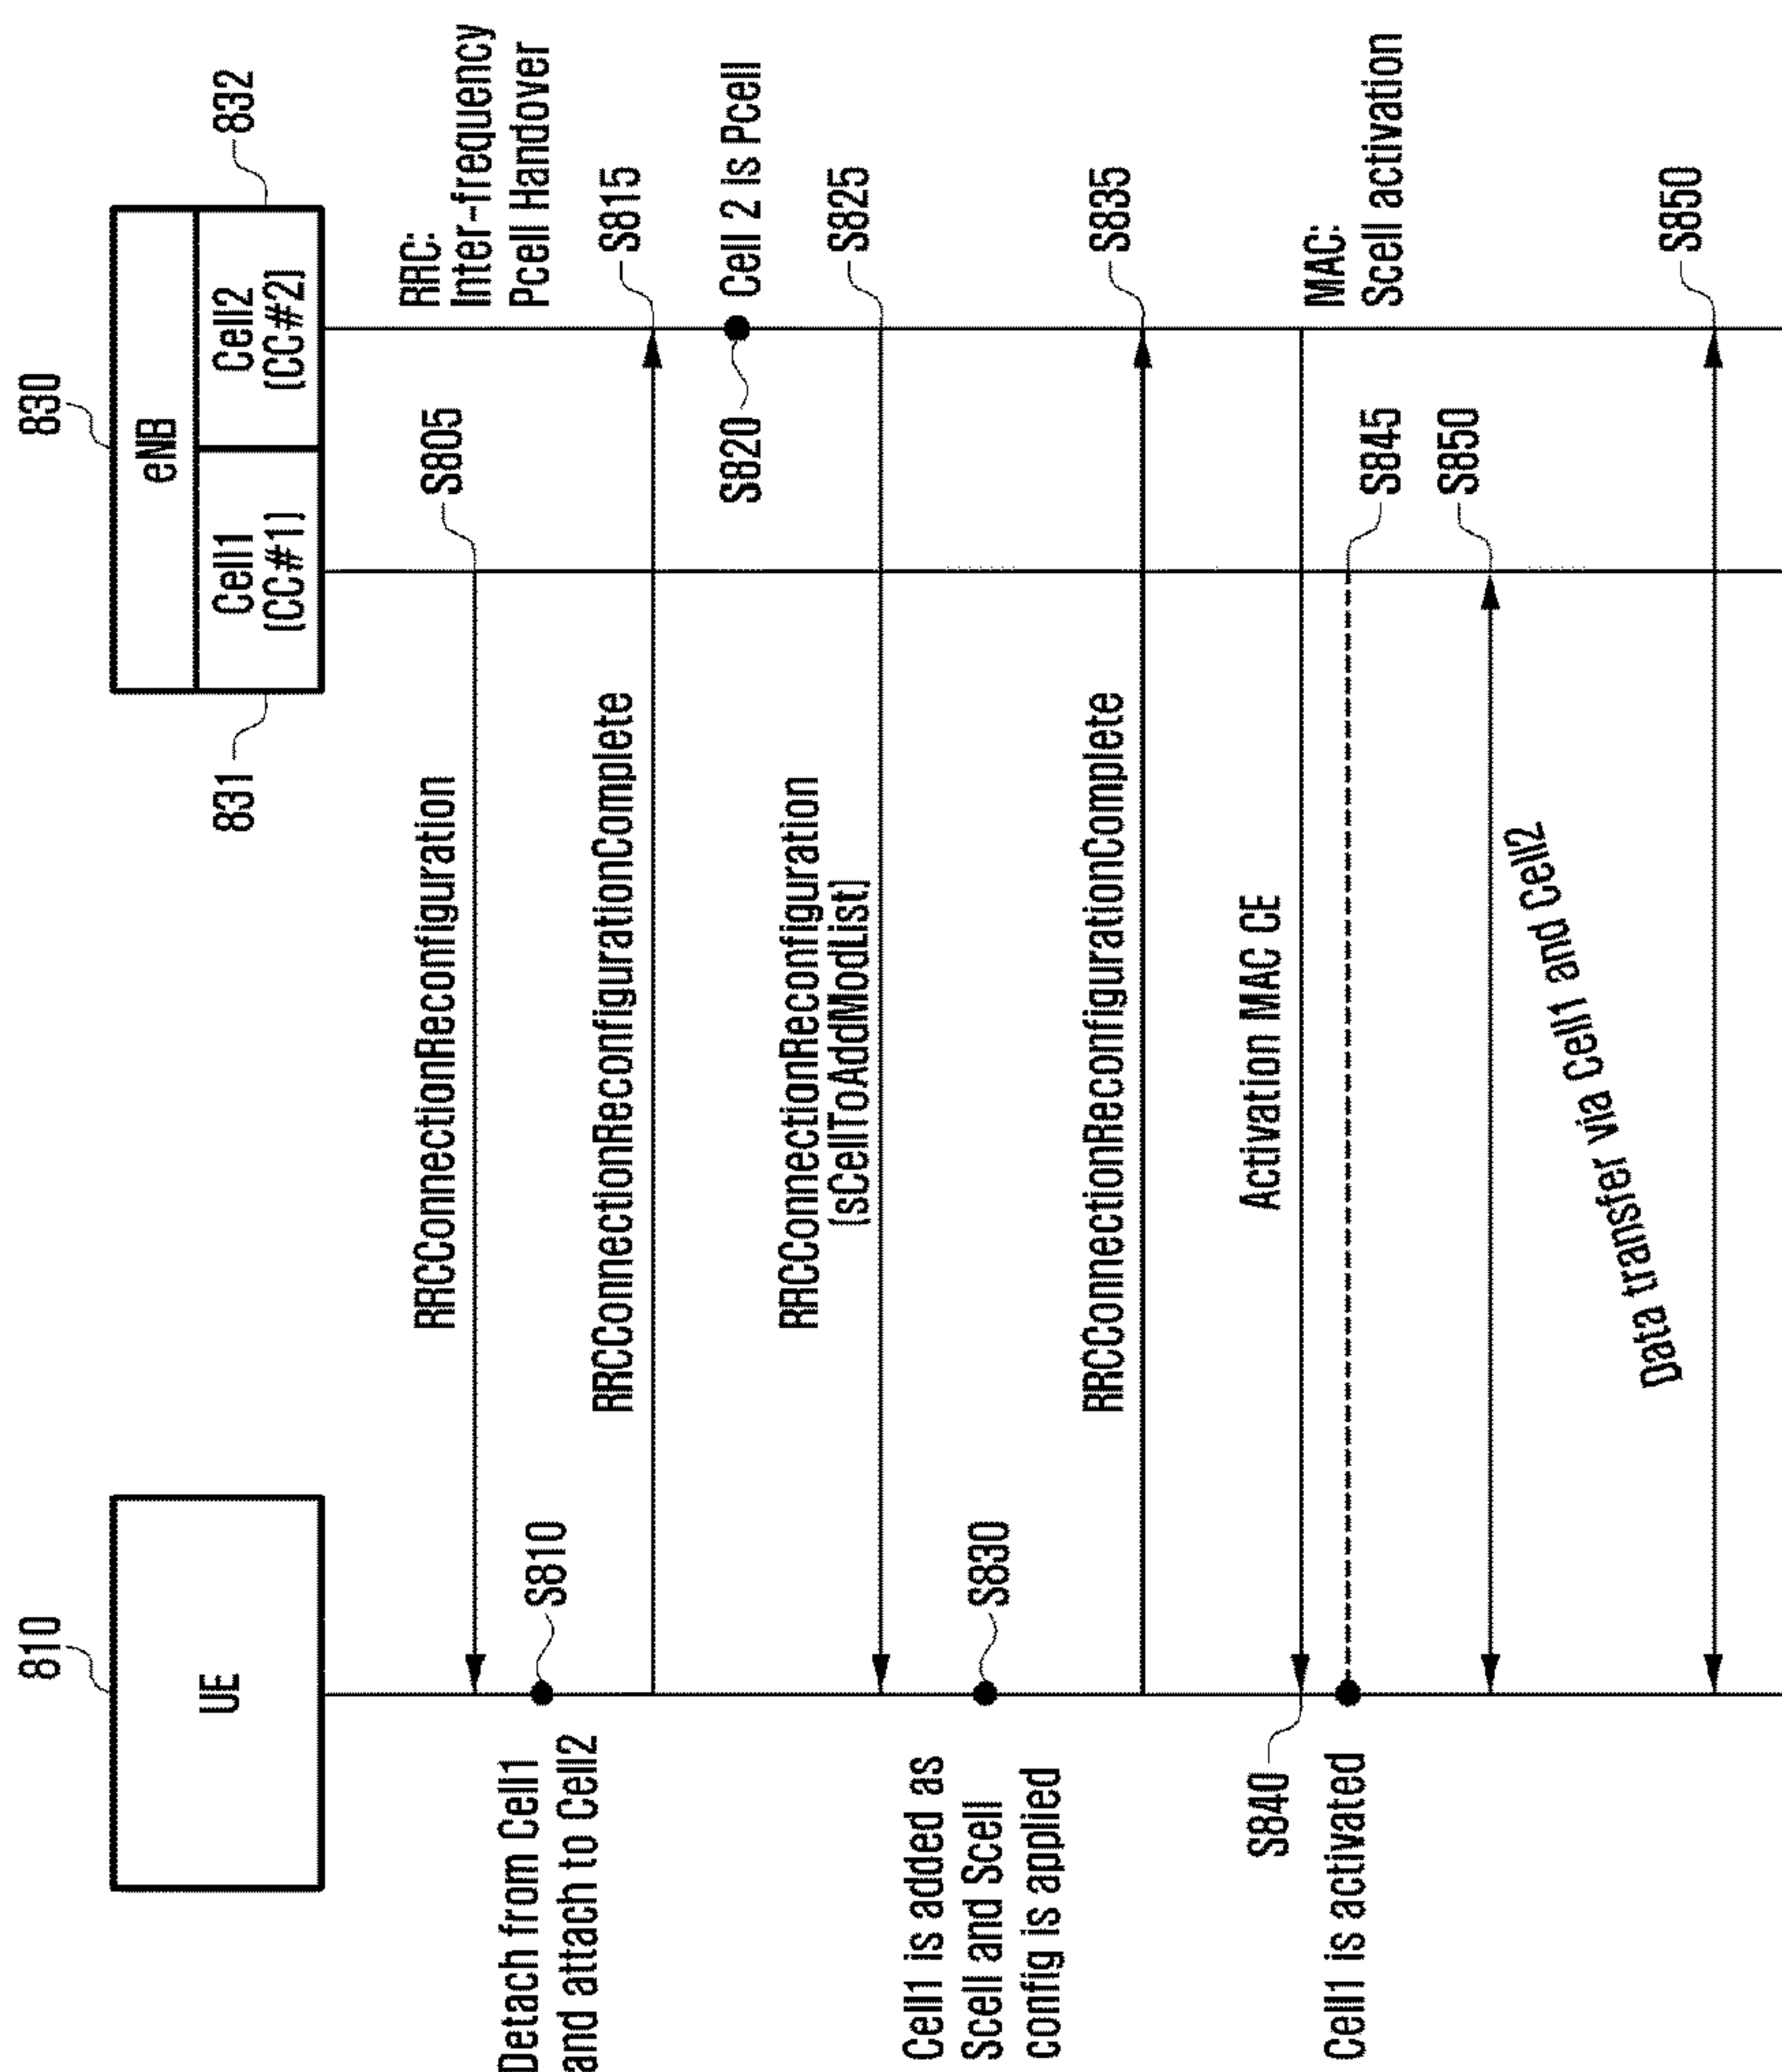 810
UE
830
eNB
831
Cell1
(CC#1)
Cell2
(CC#2)
832
RRCConnectionReconfiguration
S805
RRC:
Inter-frequency
Pcell Handover
Detach from Cell1
and attach to Cell2
S810
RRCConnectionReconfigurationComplete
S815
S820
Cell 2 is Pcell
RRCConnectionReconfiguration
(sCellToAddModList)
S825
Cell1 is added as
Scell and Scell
config is applied
S830
RRCConnectionReconfigurationComplete
S835
S840
Activation MAC CE
MAC:
Scell activation
Cell1 is activated
S845
S850
Data transfer via Cell1 and Cell2
S850